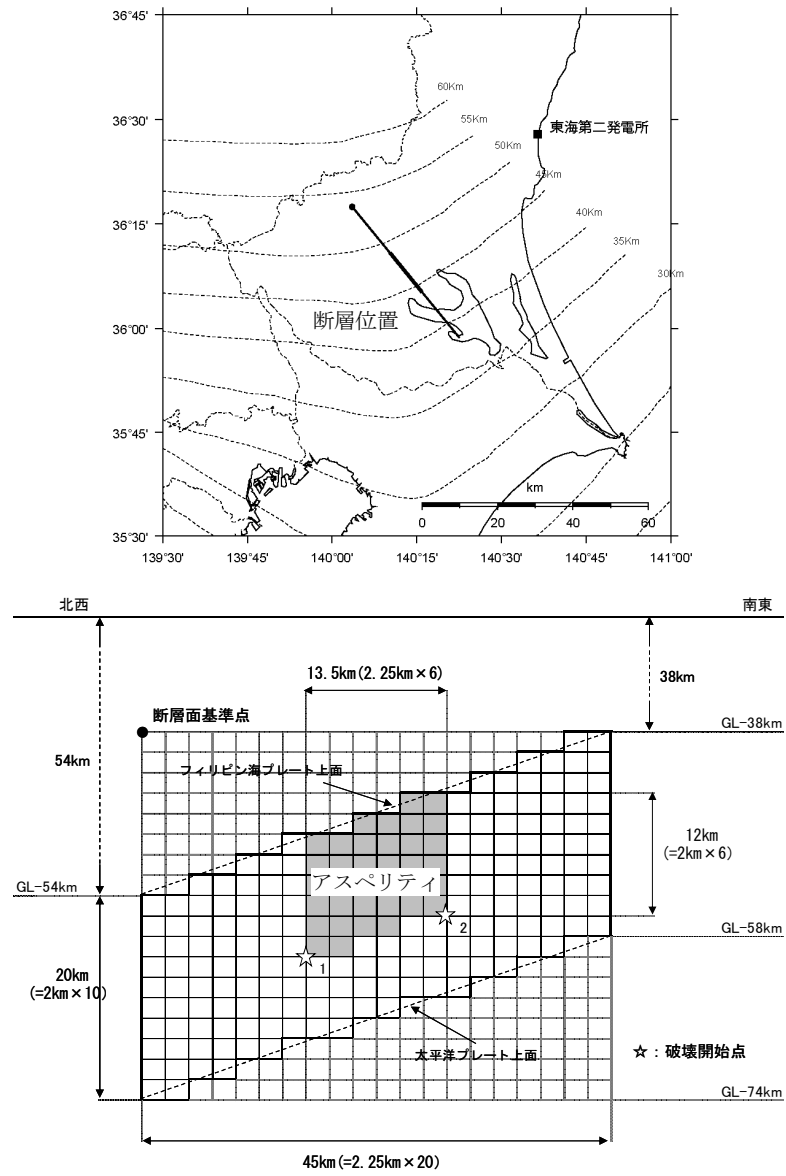 36°45'
36°30'
36°15'
36°00'
35°45'
35°30'
139°30'
139°45'
140°00'
140°15'
140°30'
140°45'
141°00'
60Km
55Km
50Km
45Km
40Km
35Km
30Km
東海第二発電所
断層位置
km
0 20 40 60
北西
南東
13.5km(2.25km×6)
38km
断層面基準点
GL-38km
54km
フィリピン海プレート上面
12km
(=2km×6)
アスペリティ
GL-54km
2
GL-58km
1
20km
(=2km×10)
太平洋プレート上面
☆：破壊開始点
GL-74km
45km(=2.25km×20)